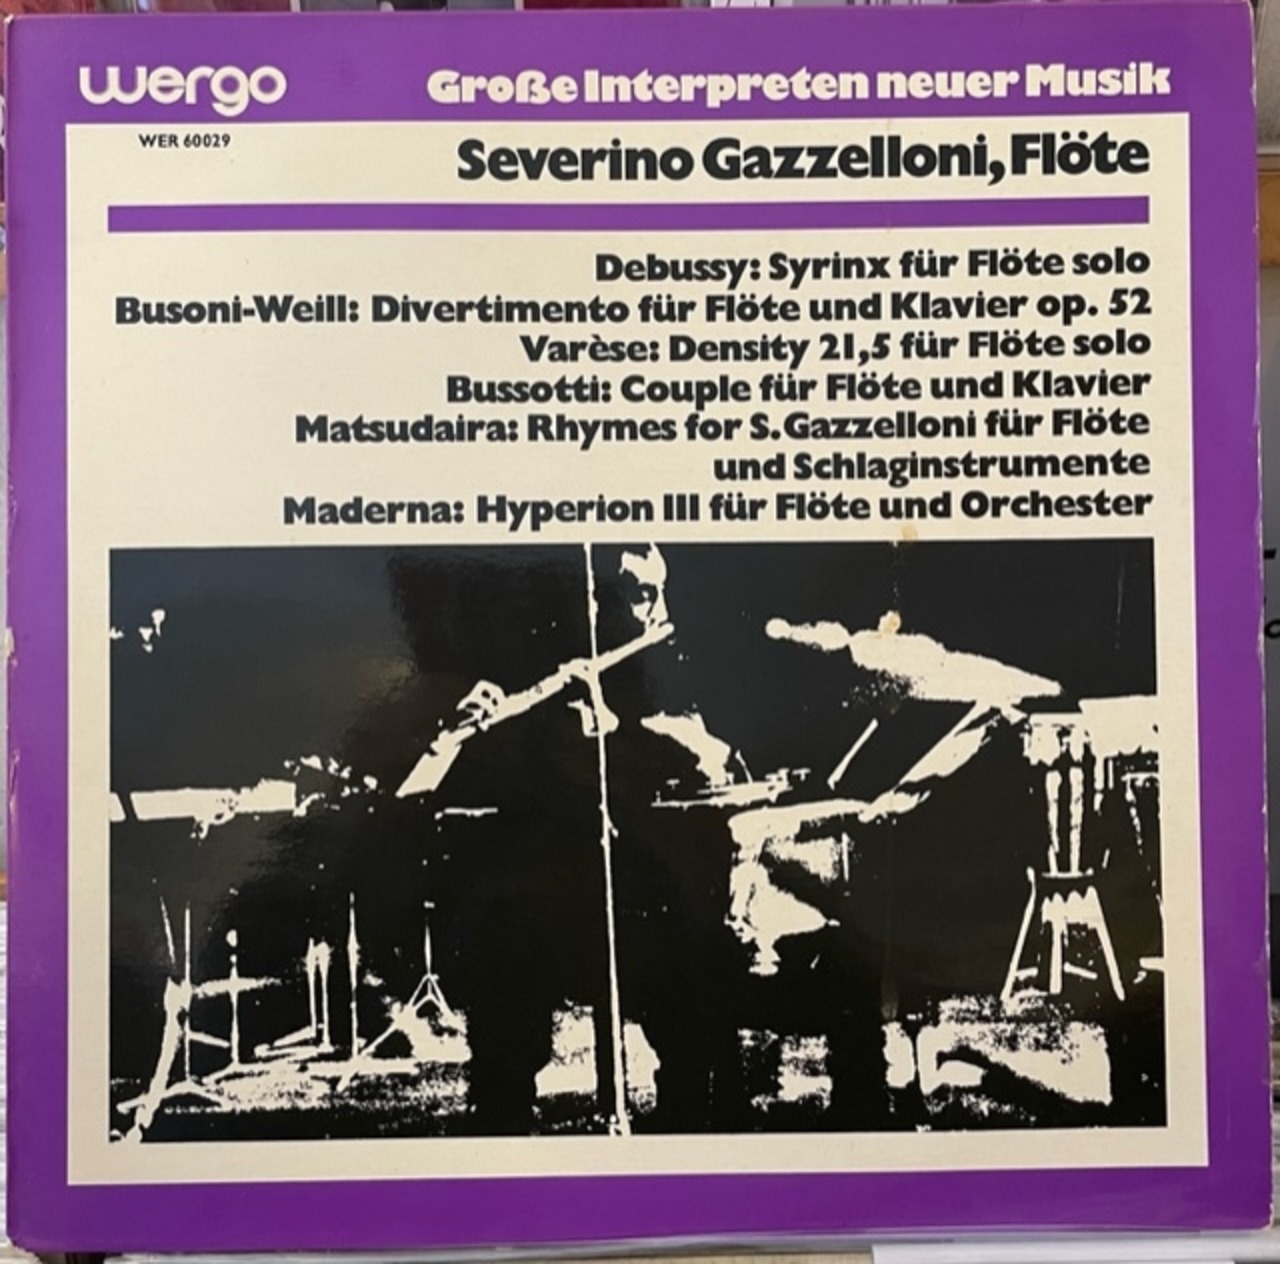 wergo
Große Interpreten neuer Musik
WER 60029
Severino Gazzelloni, Flöte
Debussy: Syrinx für Flöte solo
Busoni-Weill: Divertimento für Flöte und Klavier op. 52
Varèse: Density 21,5 für Flöte solo
Bussotti: Couple für Flöte und Klavier
Matsudaira: Rhymes for S. Gazzelloni für Flöte
und Schlaginstrumente
Maderna: Hyperion III für Flöte und Orchester